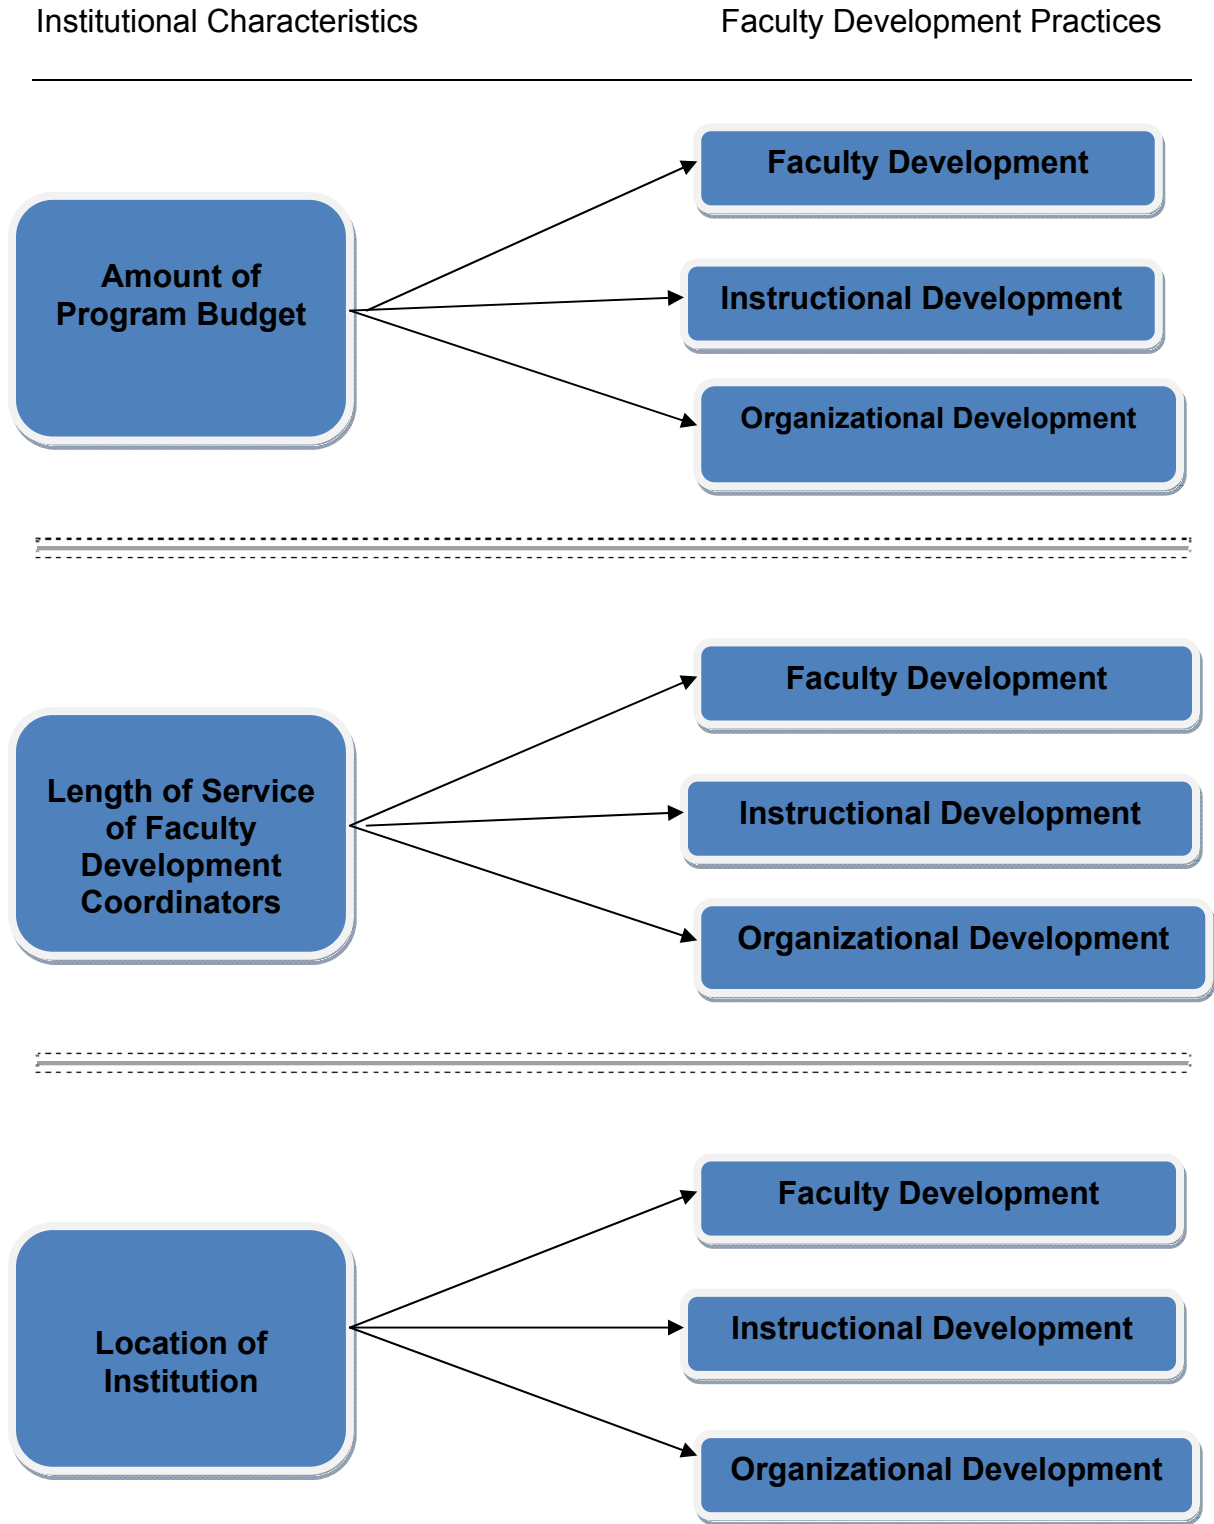 Institutional Characteristics
Faculty Development Practices
Amount of
Program Budget
Faculty Development
Instructional Development
Organizational Development
Length of Service
of Faculty
Development
Coordinators
Faculty Development
Instructional Development
Organizational Development
Location of
Institution
Faculty Development
Instructional Development
Organizational Development